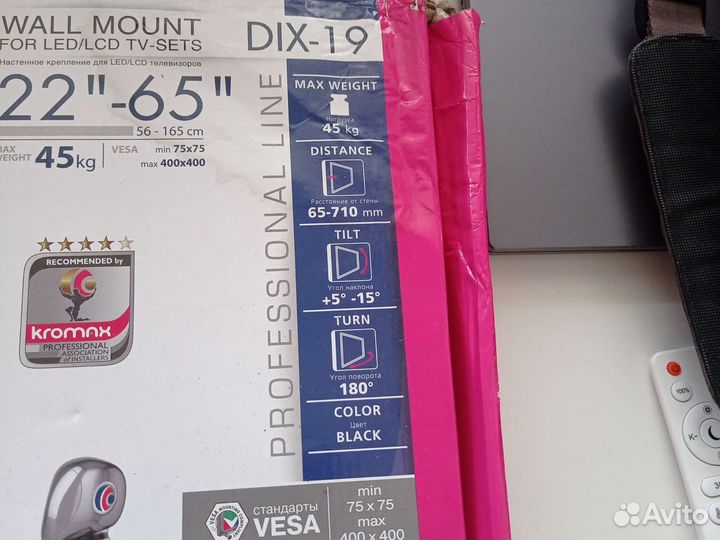 WALL MOUNT
FOR LED/LCD TV-SETS
Настенное крепление для LED/LCD телевизоров
22"-65"
56 - 165 cm
MAX WEIGHT 45kg
VESA min 75x75
max 400x400
RECOMMENDED by
kromax
PROFESSIONAL
ASSOCIATION
of INSTALLERS
PROFESSIONAL LINE
DIX-19
MAX WEIGHT
Нагрузка
45 kg
DISTANCE
Расстояние от стены
65-710 mm
TILT
Угол наклона
+5° -15°
TURN
Угол поворота
180°
COLOR
Цвет
BLACK
стандарты
VESA
min
75 x 75
max
400 x 400
100%
K-
Avito